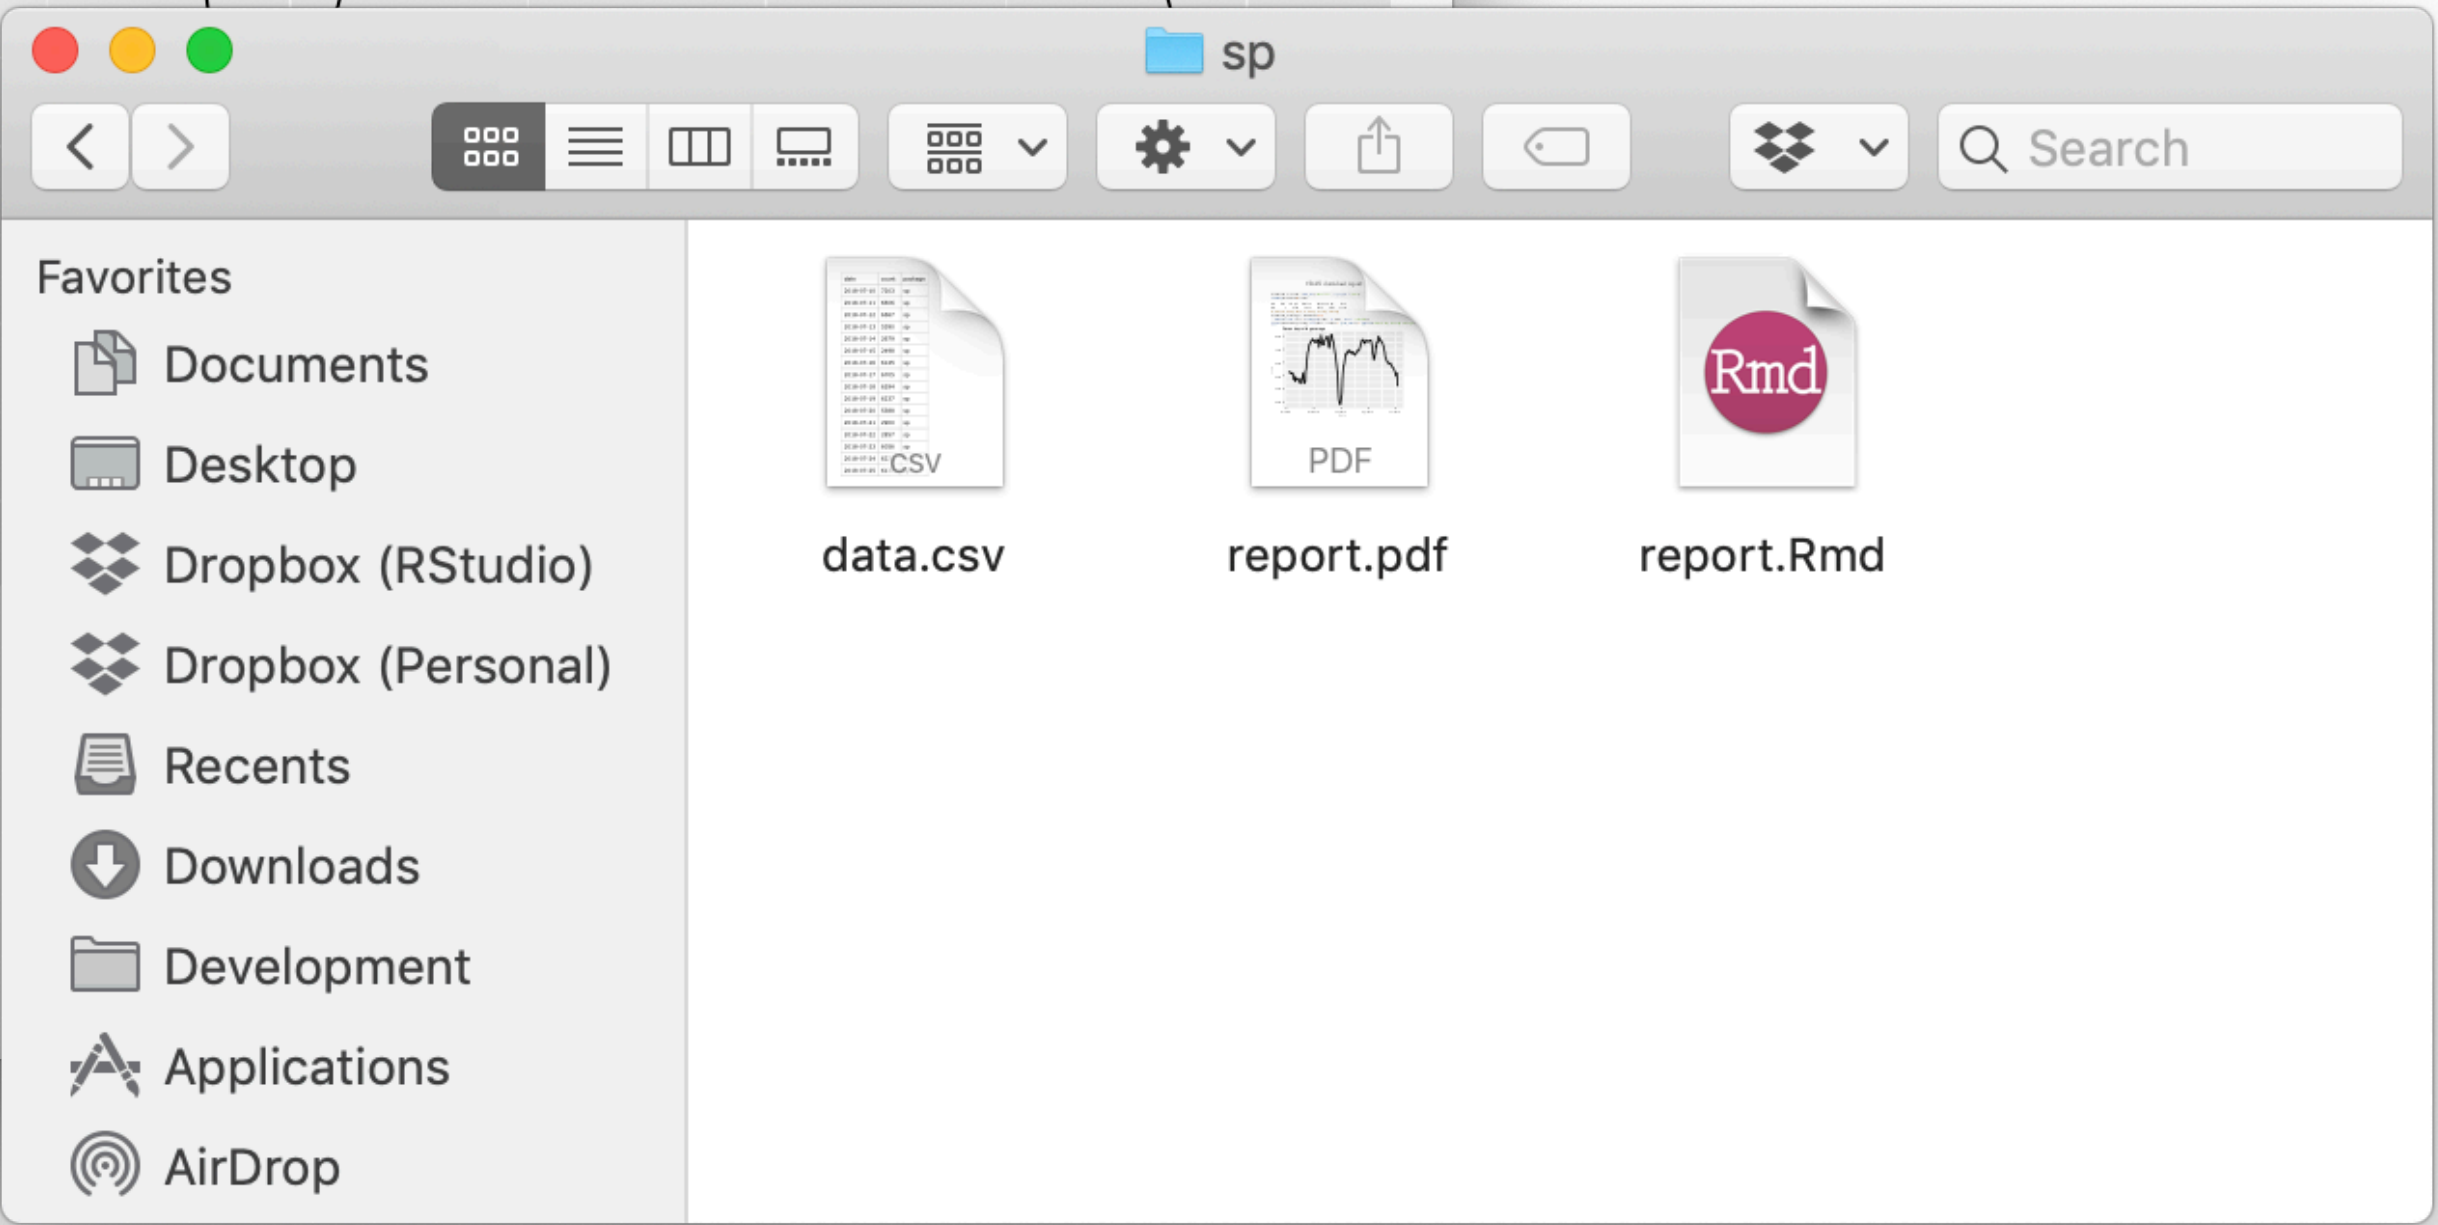 sp
Search
Favorites
Documents
Desktop
Dropbox (RStudio)
Dropbox (Personal)
Recents
Downloads
Development
Applications
AirDrop
csv
PDF
Rmd
data.csv
report.pdf
report.Rmd